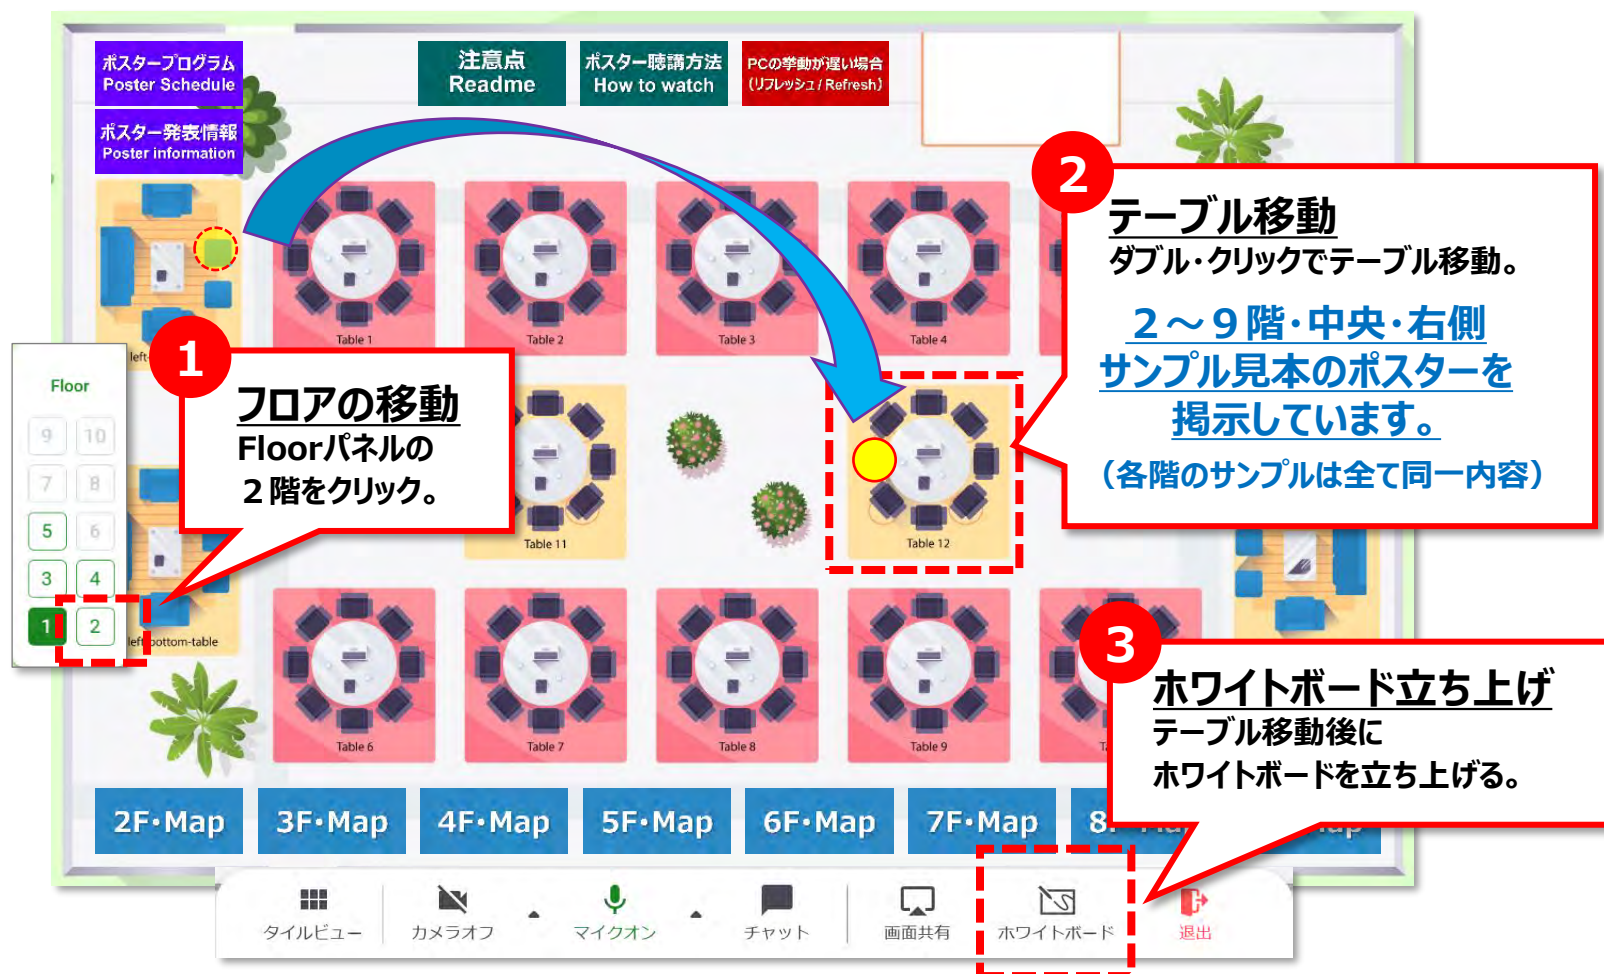 ポスタープログラム
Poster Schedule
ポスター発表情報
Poster information
注意点
Readme
ポスター聴講方法
How to watch
PCの挙動が遅い場合
(リフレッシュ / Refresh)
Table 1
Table 2
Table 3
Table 4
2
テーブル移動
ダブル・クリックでテーブル移動。
2～9階・中央・右側
サンプル見本のポスターを
掲示しています。
(各階のサンプルは全て同一内容)
1
フロアの移動
Floorパネルの
2階をクリック。
Floor
9 10
7 8
5 6
3 4
1 2
Table 11
Table 12
left-bottom-table
Table 6
Table 7
Table 8
Table 9
3
ホワイトボード立ち上げ
テーブル移動後に
ホワイトボードを立ち上げる。
2F・Map
3F・Map
4F・Map
5F・Map
6F・Map
7F・Map
タイルビュー
カメラオフ
マイクオン
チャット
画面共有
ホワイトボード
退出